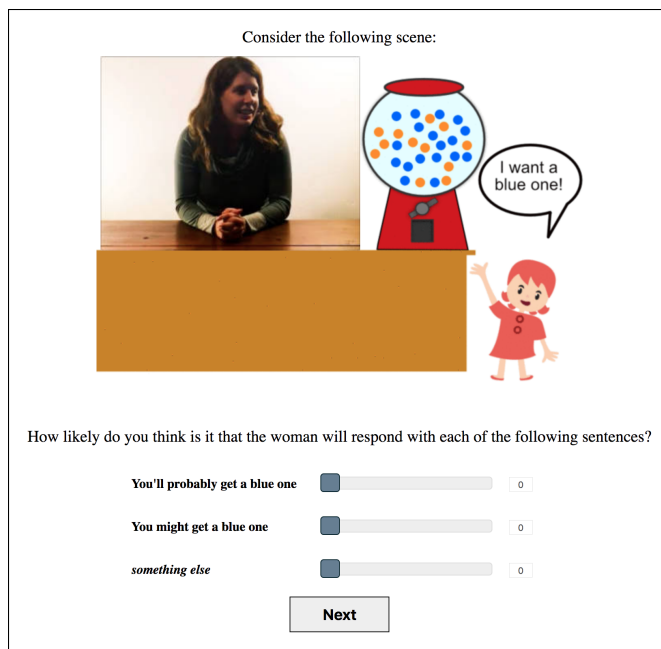 Consider the following scene:
I want a
blue one!
How likely do you think is it that the woman will respond with each of the following sentences?
You'll probably get a blue one
0
You might get a blue one
0
something else
0
Next